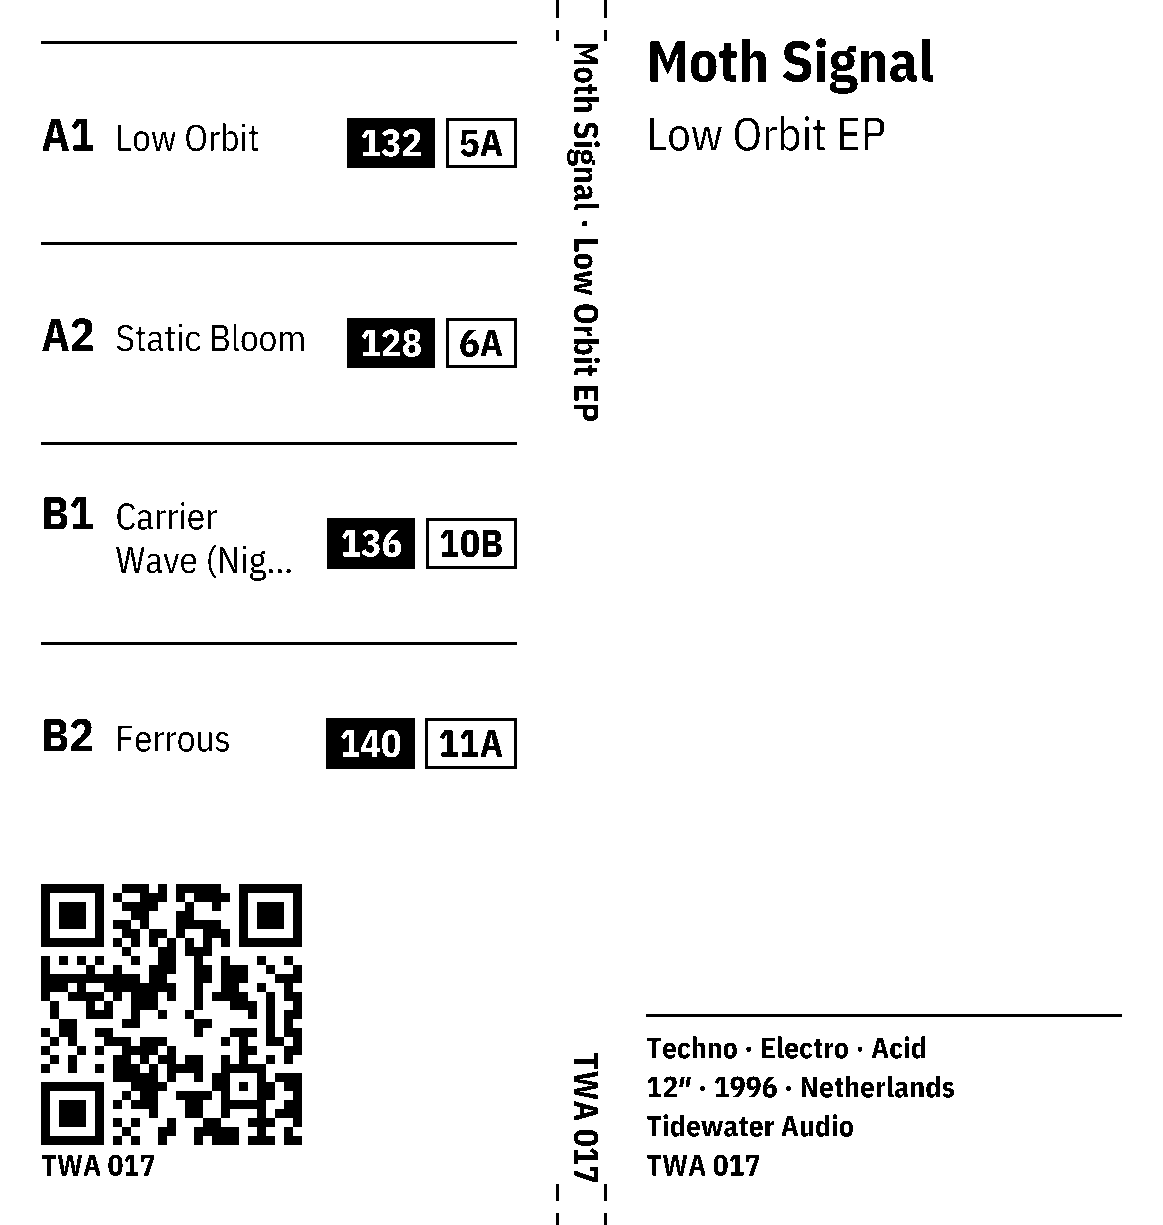 A1 Low Orbit 132 5A
A2 Static Bloom 128 6A
B1 Carrier
Wave (Nig... 136 10B
B2 Ferrous 140 11A
TWA 017
Moth Signal · Low Orbit EP
TWA 017
Moth Signal
Low Orbit EP
Techno · Electro · Acid
12″ · 1996 · Netherlands
Tidewater Audio
TWA 017